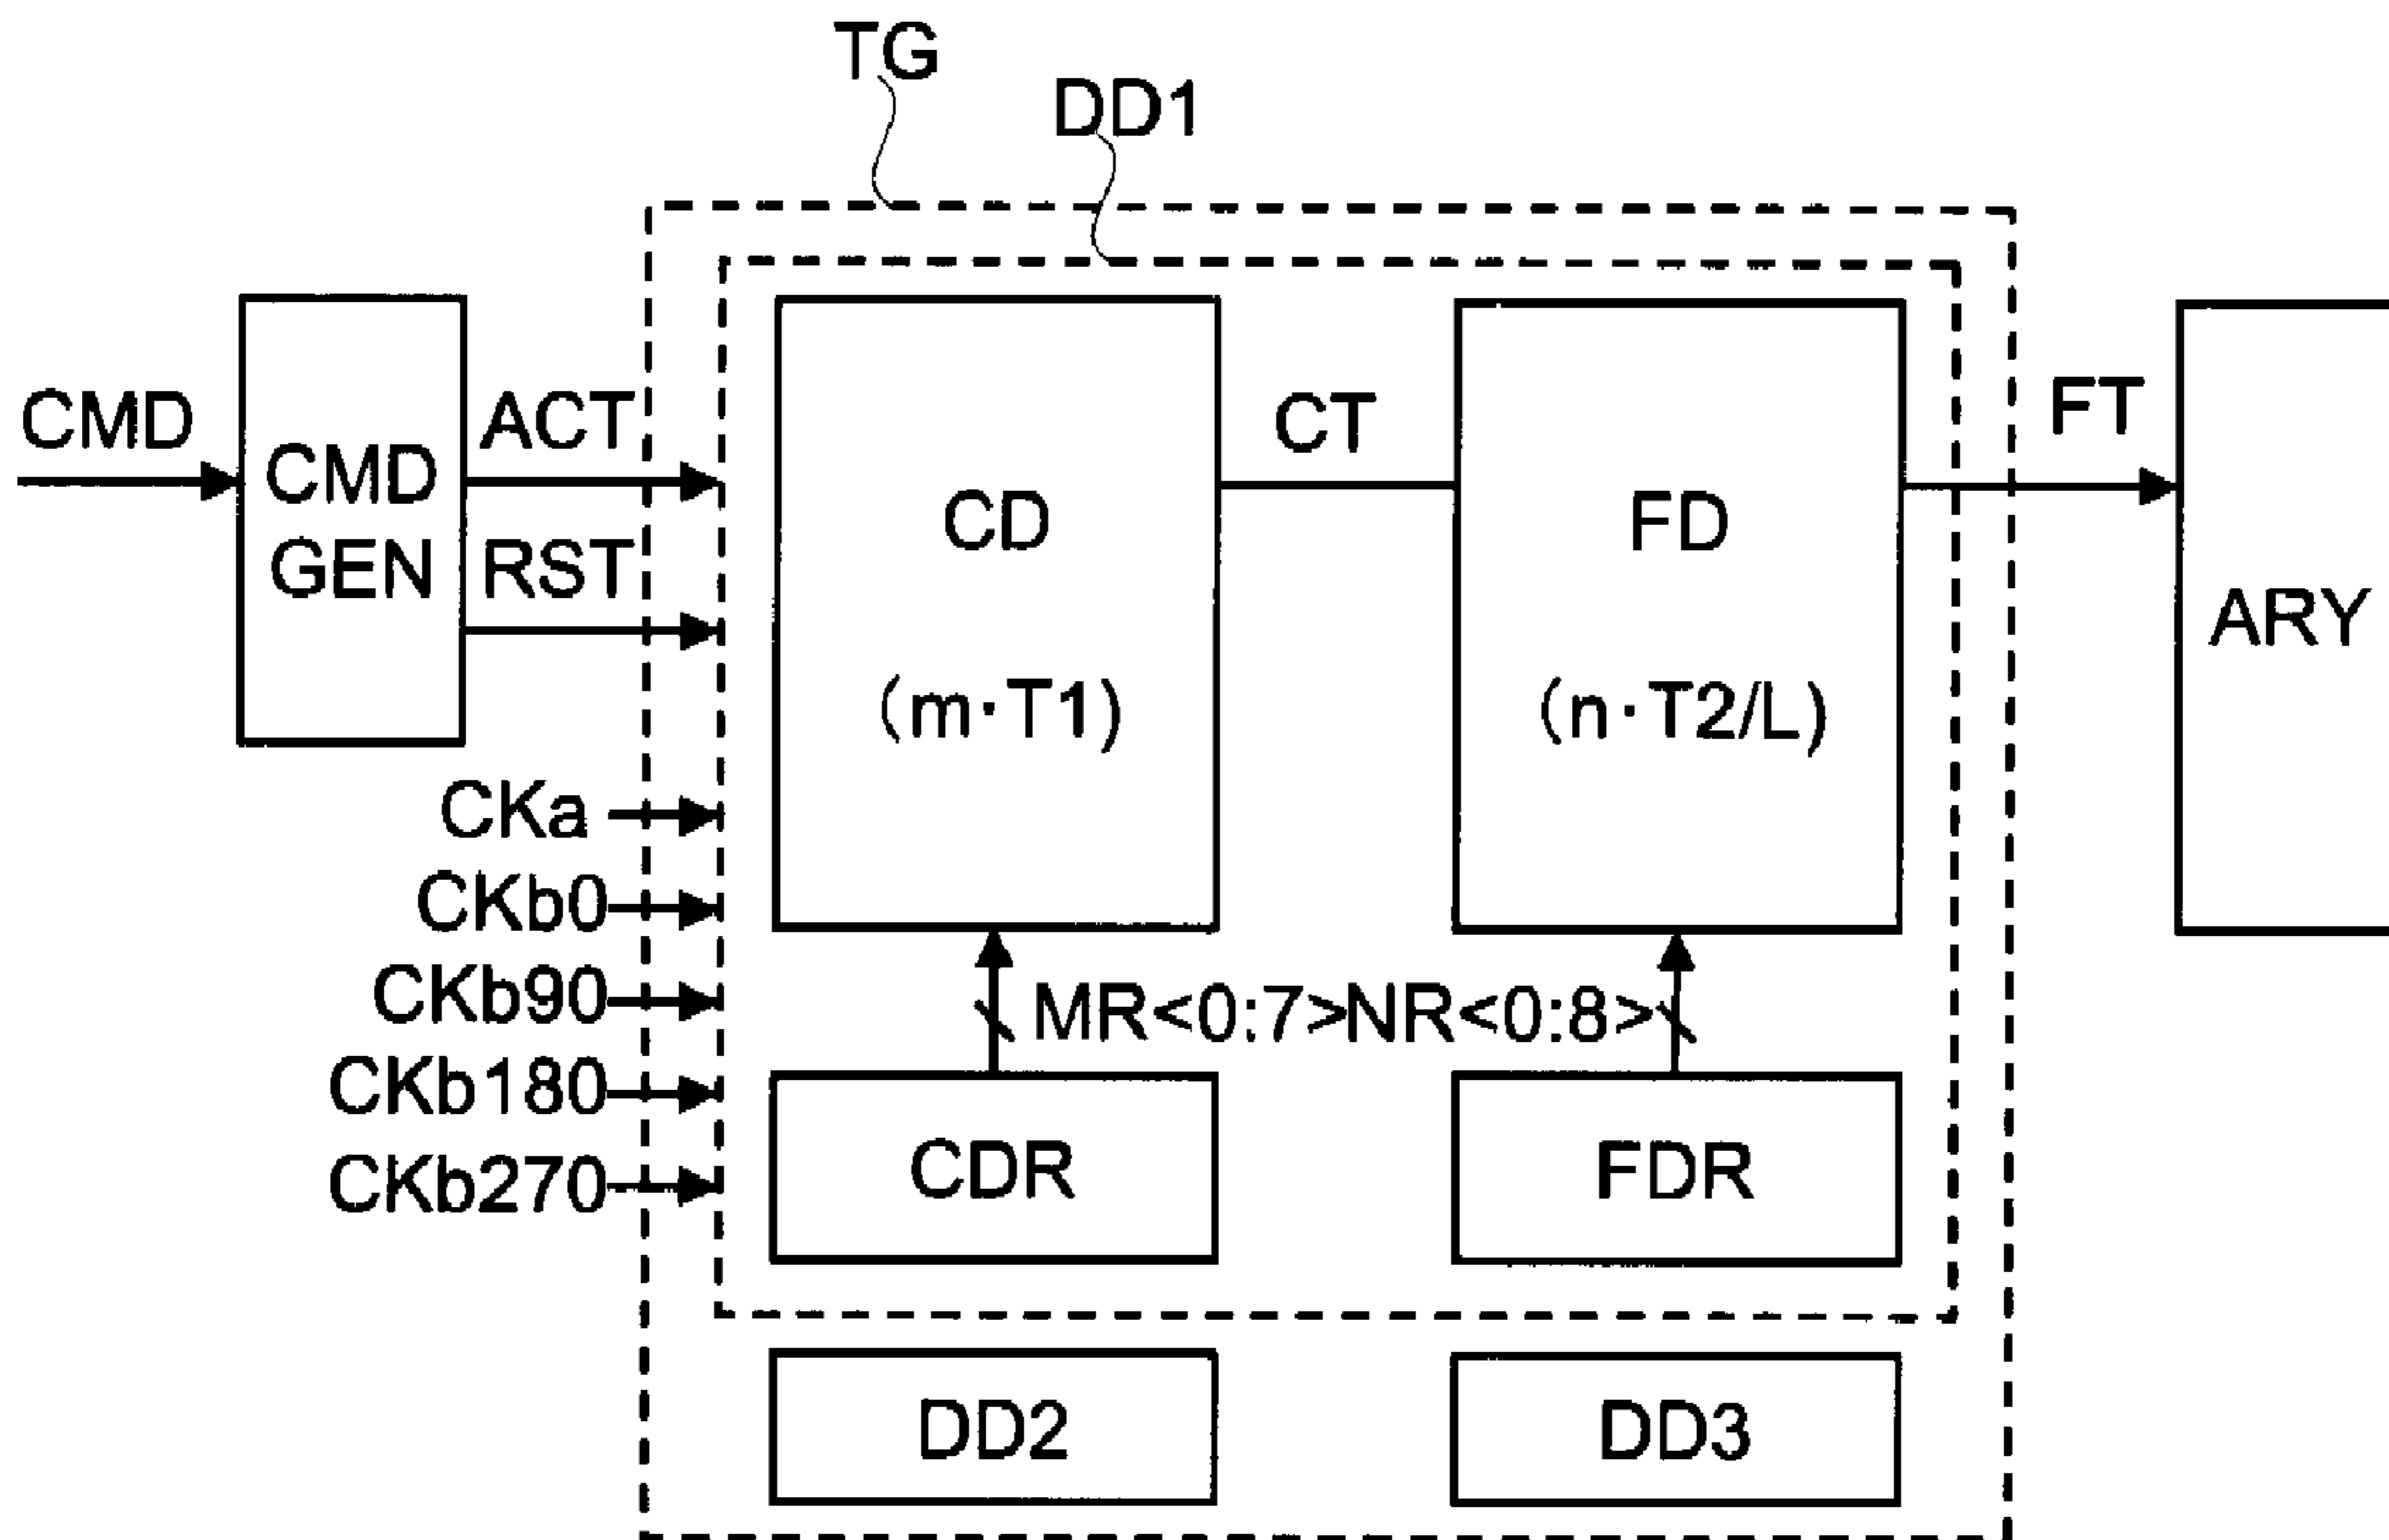 TG
DD1
CMD
CMD
GEN
ACT
RST
CD
(m·T1)
CT
FD
(n·T2/L)
FT
ARY
CKa
CKb0
CKb90
CKb180
CKb270
MR<0:7>
NR<0:8>
CDR
FDR
DD2
DD3